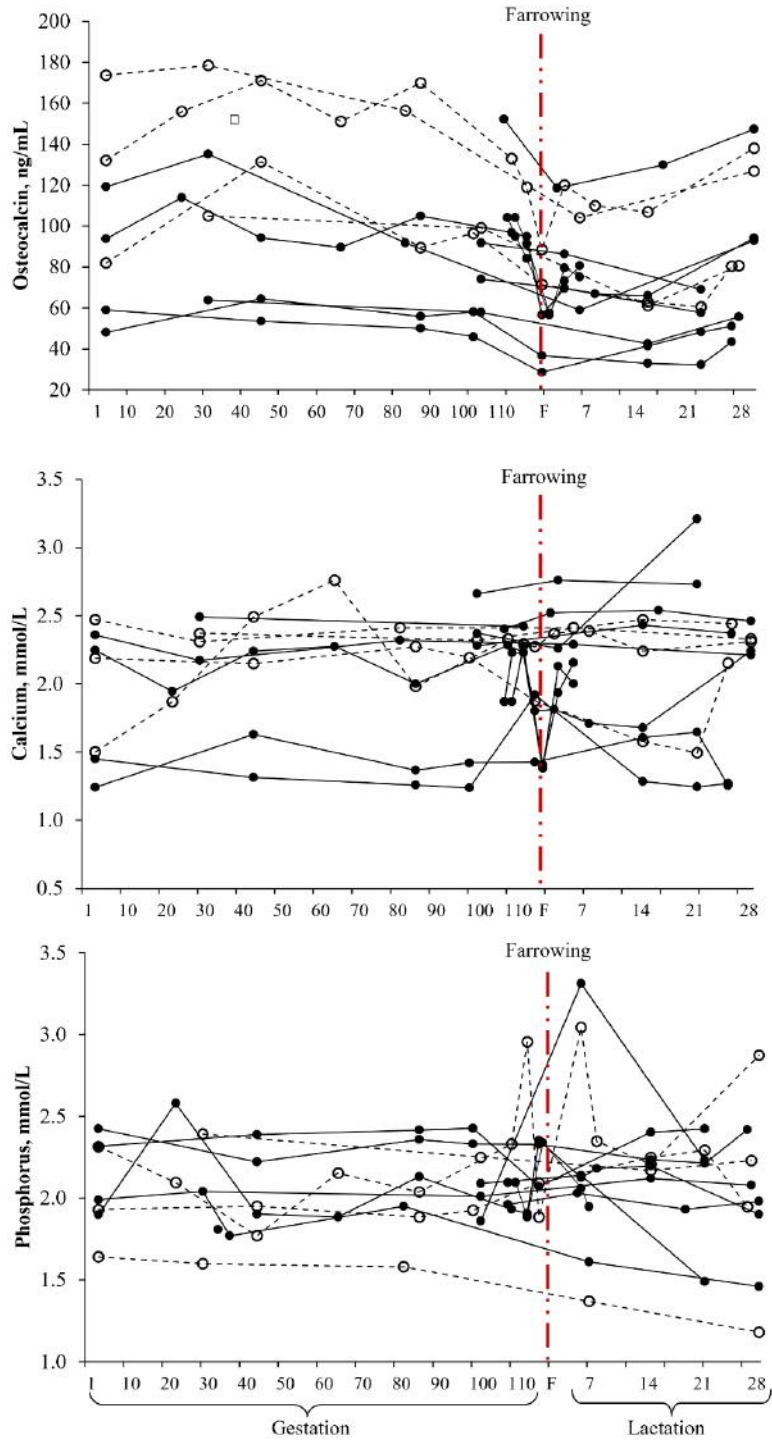 Farrowing
Osteocalcin, ng/mL
200
180
160
140
120
100
80
60
40
20
1 10 20 30 40 50 60 70 80 90 100 110 F 7 14 21 28
Farrowing
Calcium, mmol/L
3.5
3.0
2.5
2.0
1.5
1.0
0.5
1 10 20 30 40 50 60 70 80 90 100 110 F 7 14 21 28
Farrowing
Phosphorus, mmol/L
3.5
3.0
2.5
2.0
1.5
1.0
1 10 20 30 40 50 60 70 80 90 100 110 F 7 14 21 28
Gestation Lactation